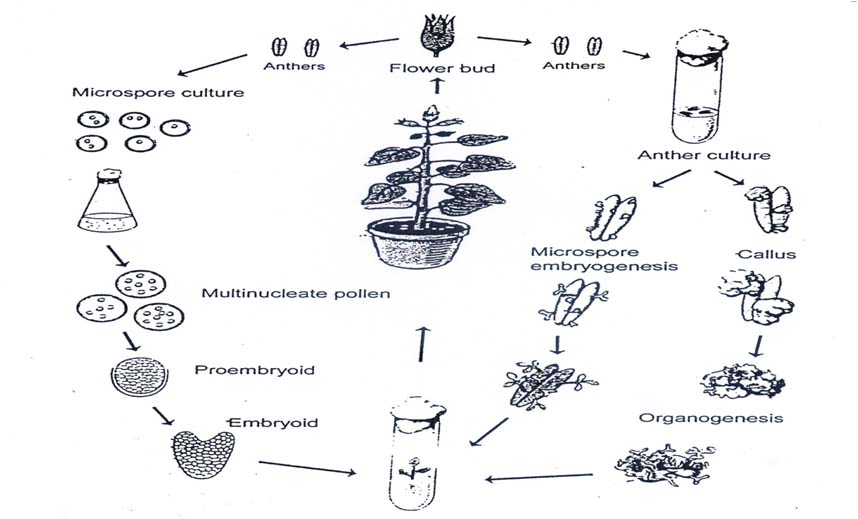 Anthers
Flower bud
Anthers
Microspore culture
Anther culture
Microspore
embryogenesis
Callus
Multinucleate pollen
Proembryoid
Embryoid
Organogenesis